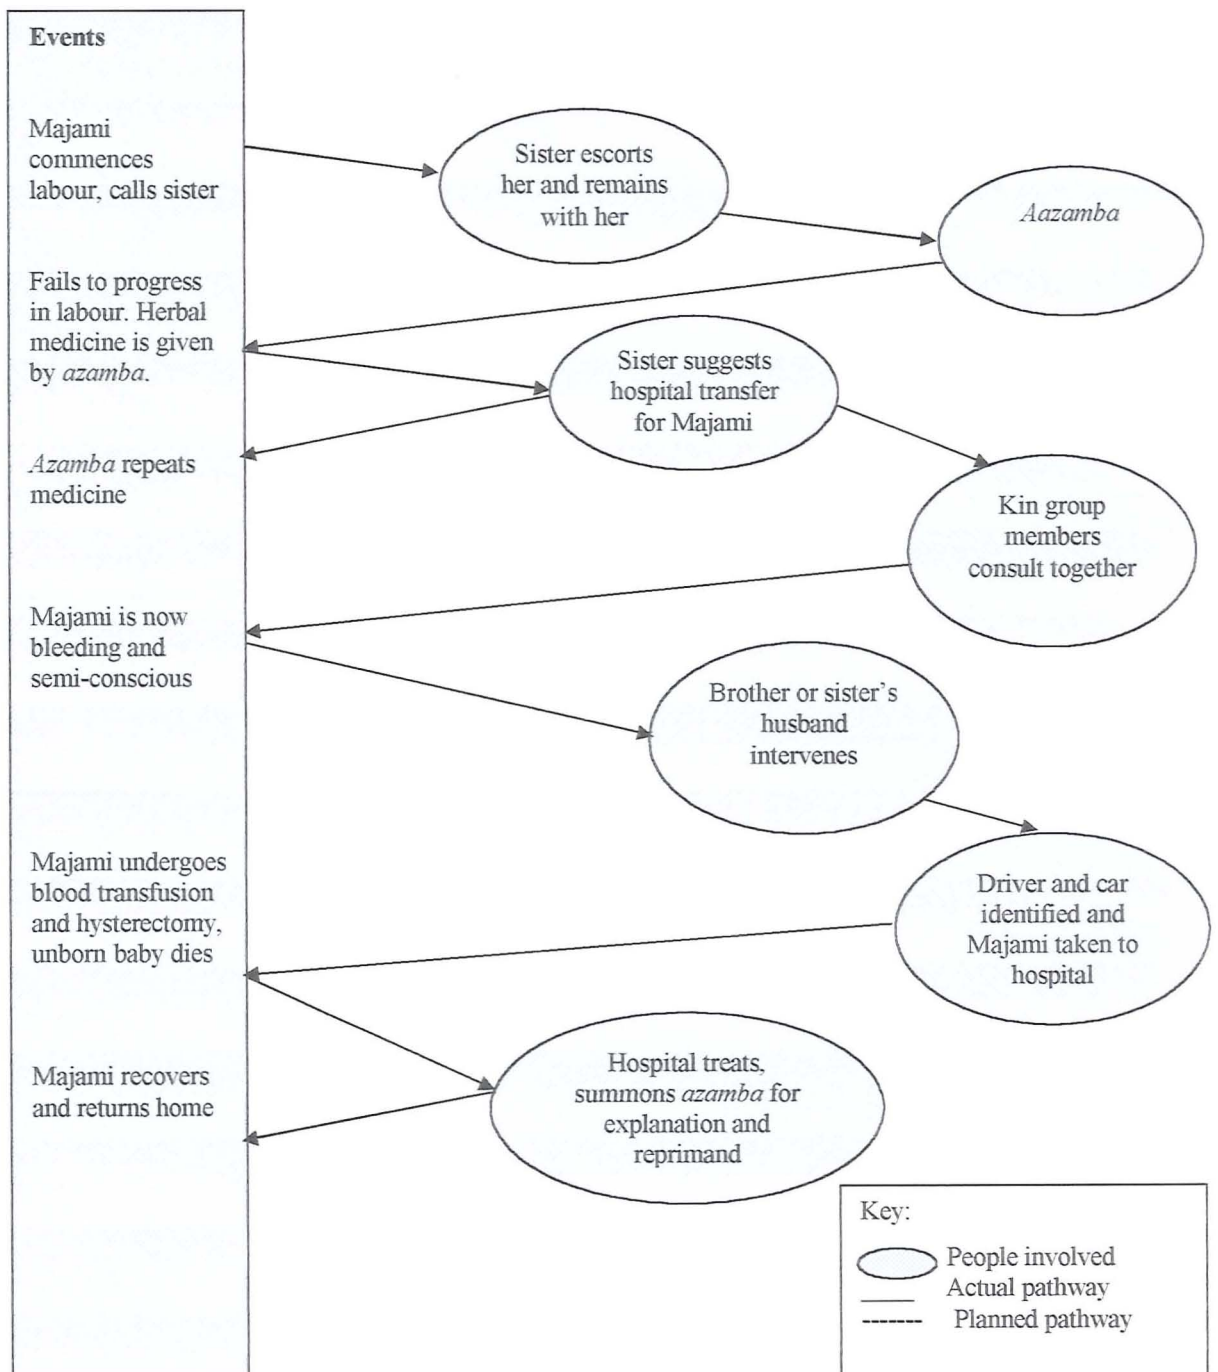 Events
Majami
commences
labour, calls sister
Sister escorts
her and remains
with her
Aazamba
Fails to progress
in labour. Herbal
medicine is given
by azamba.
Sister suggests
hospital transfer
for Majami
Azamba repeats
medicine
Kin group
members
consult together
Majami is now
bleeding and
semi-conscious
Brother or sister’s
husband
intervenes
Majami undergoes
blood transfusion
and hysterectomy,
unborn baby dies
Driver and car
identified and
Majami taken to
hospital
Majami recovers
and returns home
Hospital treats,
summons azamba for
explanation and
reprimand
Key:
People involved
Actual pathway
Planned pathway